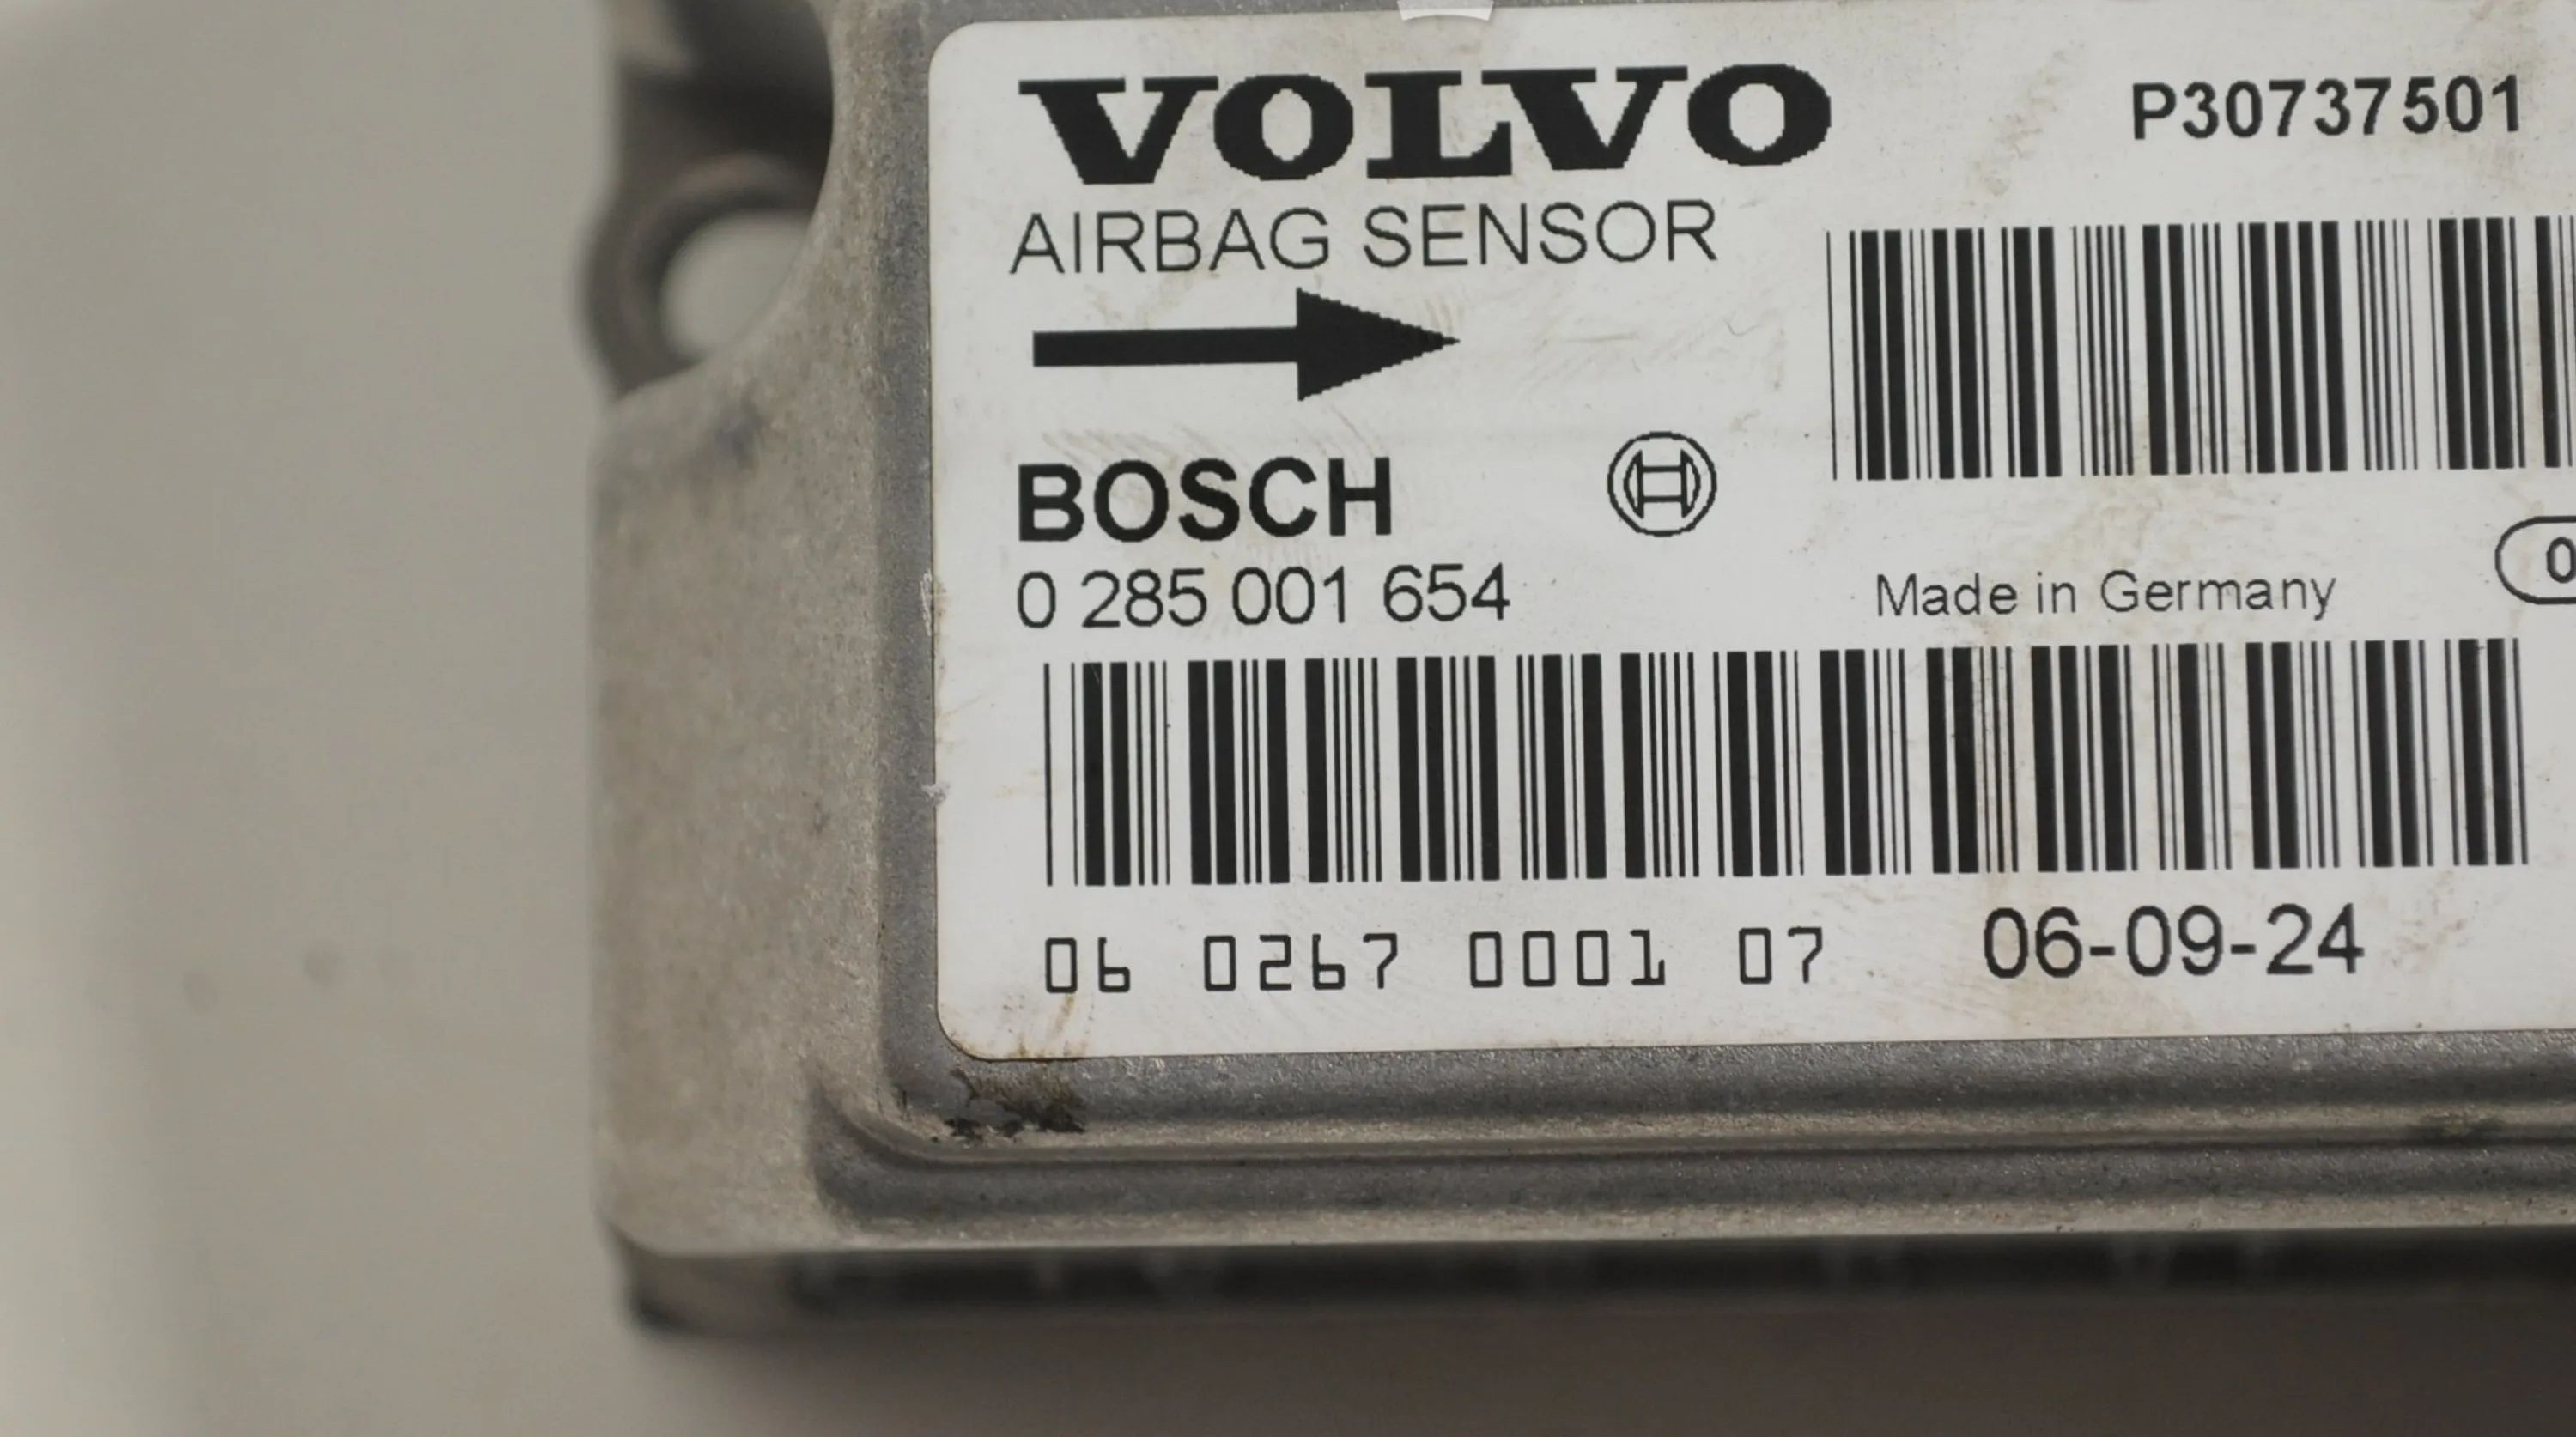 VOLVO
P30737501
AIRBAG SENSOR
BOSCH
0 285 001 654
Made in Germany
0
06 0267 0001 07
06-09-24